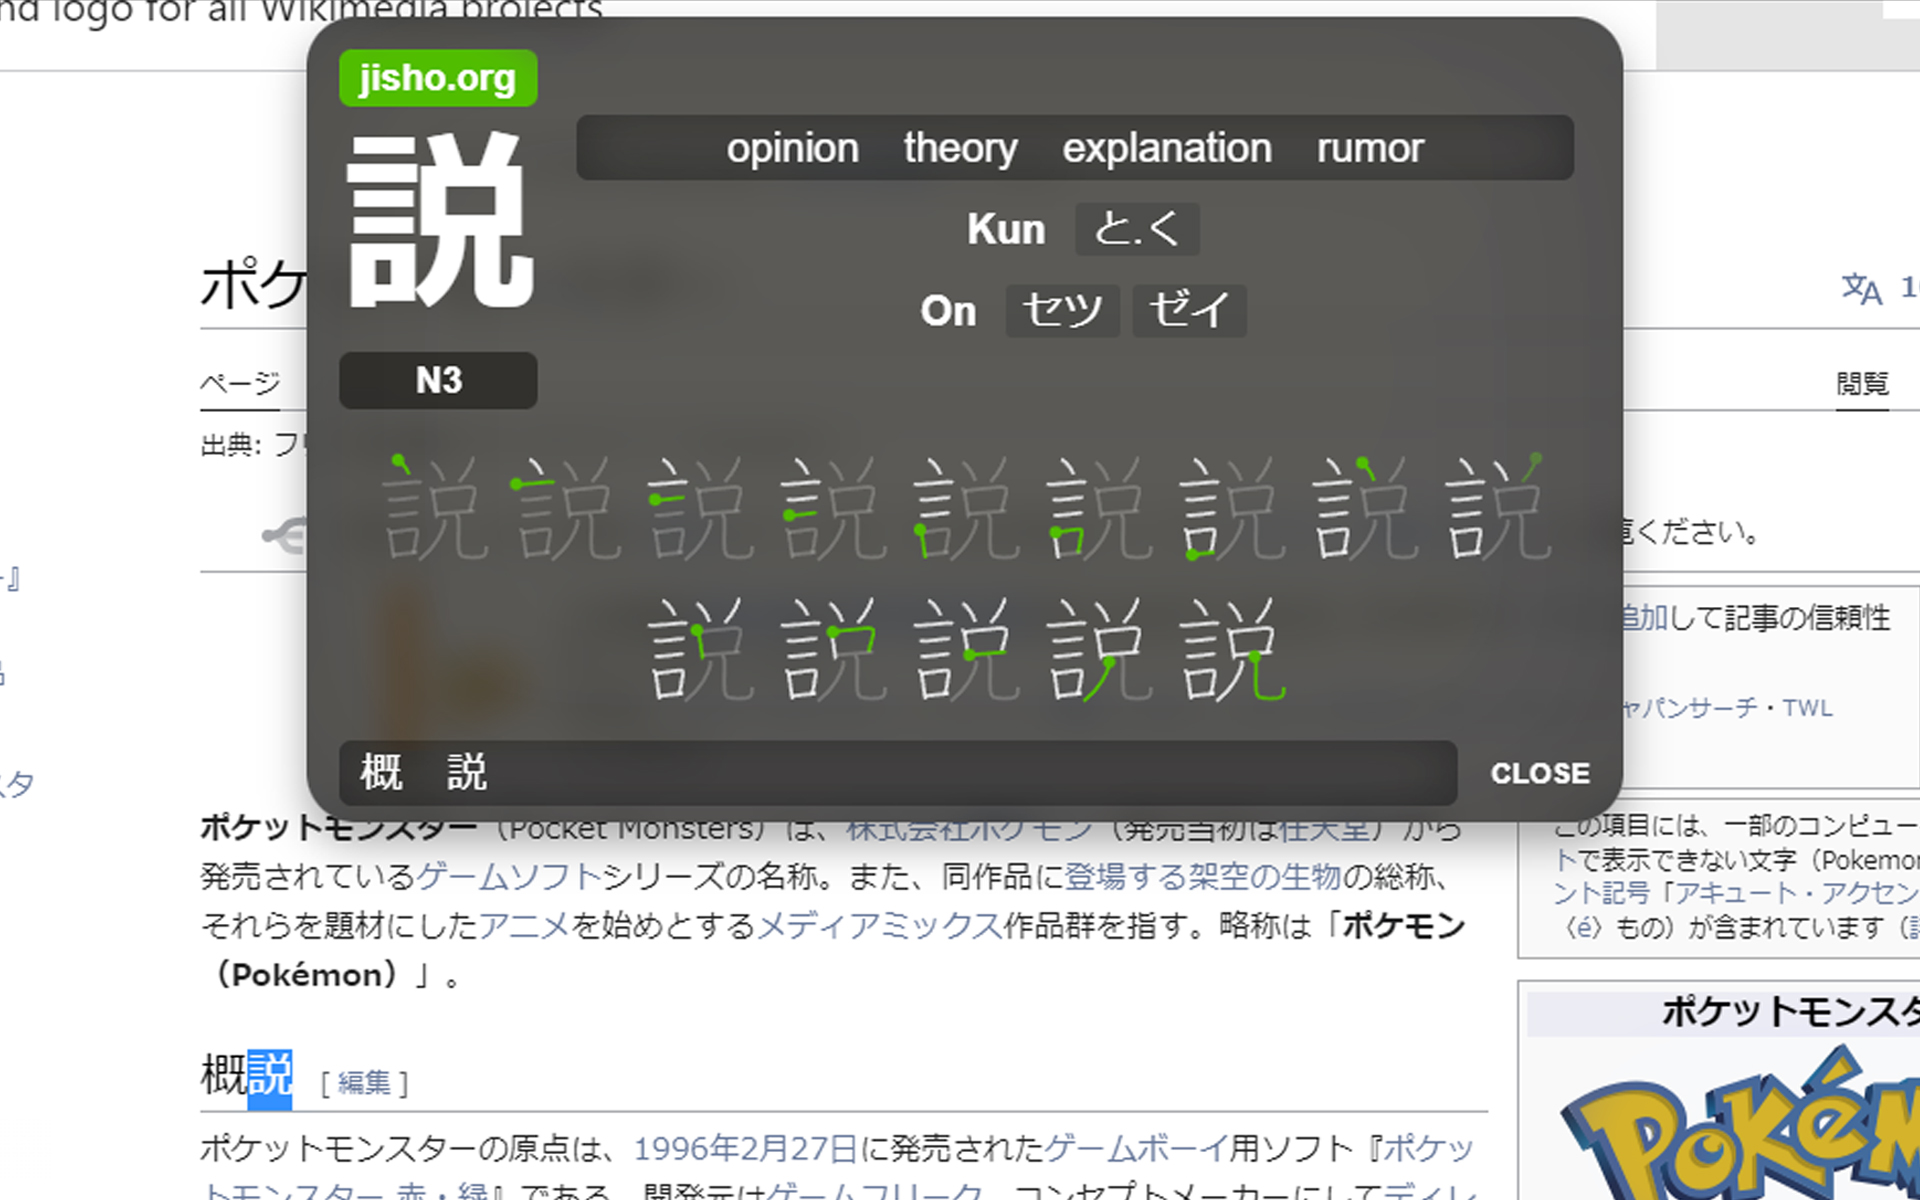 nd logo for all Wikimedia projects
jisho.org
説
opinion theory explanation rumor
Kun と.く
On セツ ゼイ
N3
説 説 説 説 説 説 説 説 説
説 説 説 説 説
概 説
CLOSE
ポケ
文A
ページ
閲覧
出典: フリ
覧ください。
』
追加して記事の信頼性
ャパンサーチ・TWL
スタ
ポケットモンスター（Pocket Monsters）は、株式会社ポケモン（発売当初は任天堂）から
発売されているゲームソフトシリーズの名称。また、同作品に登場する架空の生物の総称、
それらを題材にしたアニメを始めとするメディアミックス作品群を指す。略称は「ポケモン
（Pokémon）」。
この項目には、一部のコンピュー
トで表示できない文字（Pokemon
ント記号「アキュート・アクセン
〈é〉もの）が含まれています（詳
概説 [ 編集 ]
ポケットモンスターの原点は、1996年2月27日に発売されたゲームボーイ用ソフト『ポケッ
トモンスター 赤・緑』である。開発元はゲームフリーク、コンセプトメーカーにしてディレ
ポケットモンスタ
POKéM